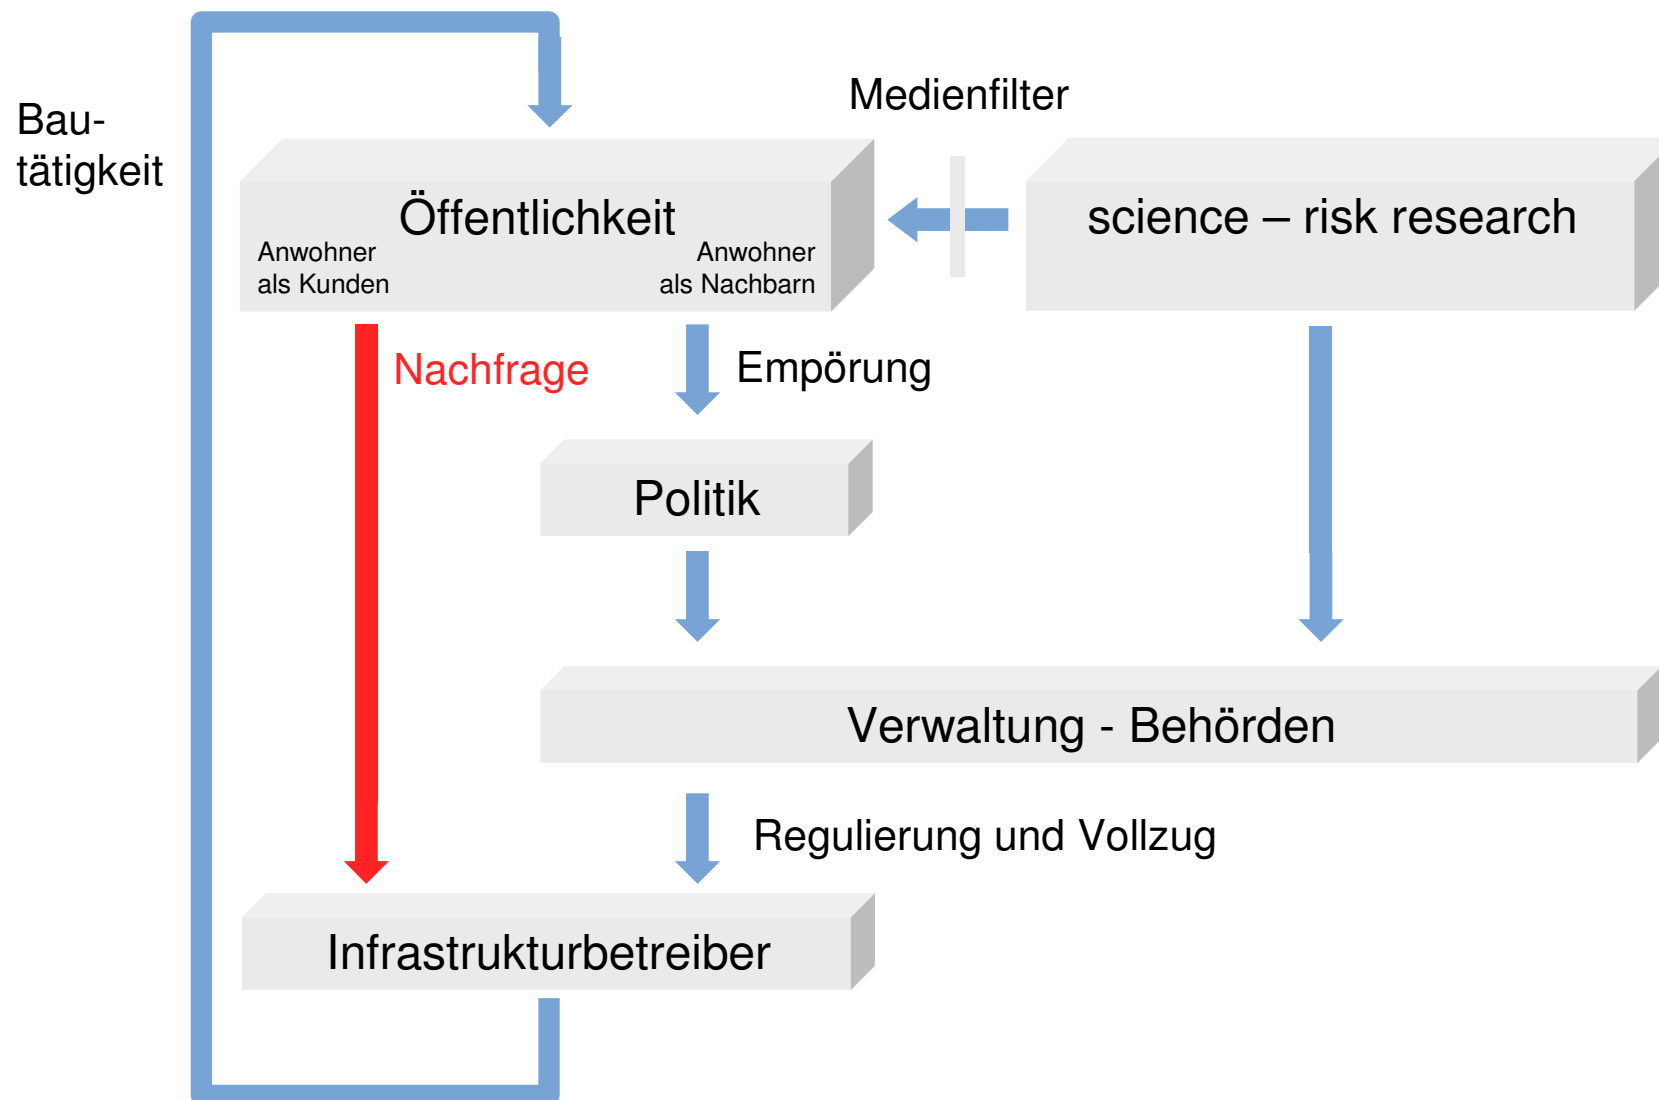 Medienfilter
Bau-
tätigkeit
Öffentlichkeit
Anwohner
als Kunden
Anwohner
als Nachbarn
science – risk research
Nachfrage
Empörung
Politik
Verwaltung - Behörden
Regulierung und Vollzug
Infrastrukturbetreiber